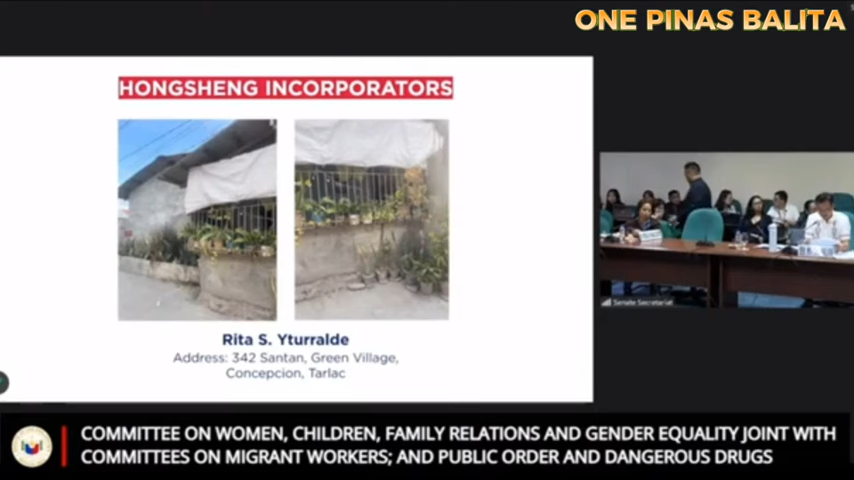 ONE PINAS BALITA
HONGSHENG INCORPORATORS
Rita S. Yturralde
Address: 342 Santan, Green Village,
Concepcion, Tarlac
Senate Secretariat
COMMITTEE ON WOMEN, CHILDREN, FAMILY RELATIONS AND GENDER EQUALITY JOINT WITH
COMMITTEES ON MIGRANT WORKERS; AND PUBLIC ORDER AND DANGEROUS DRUGS